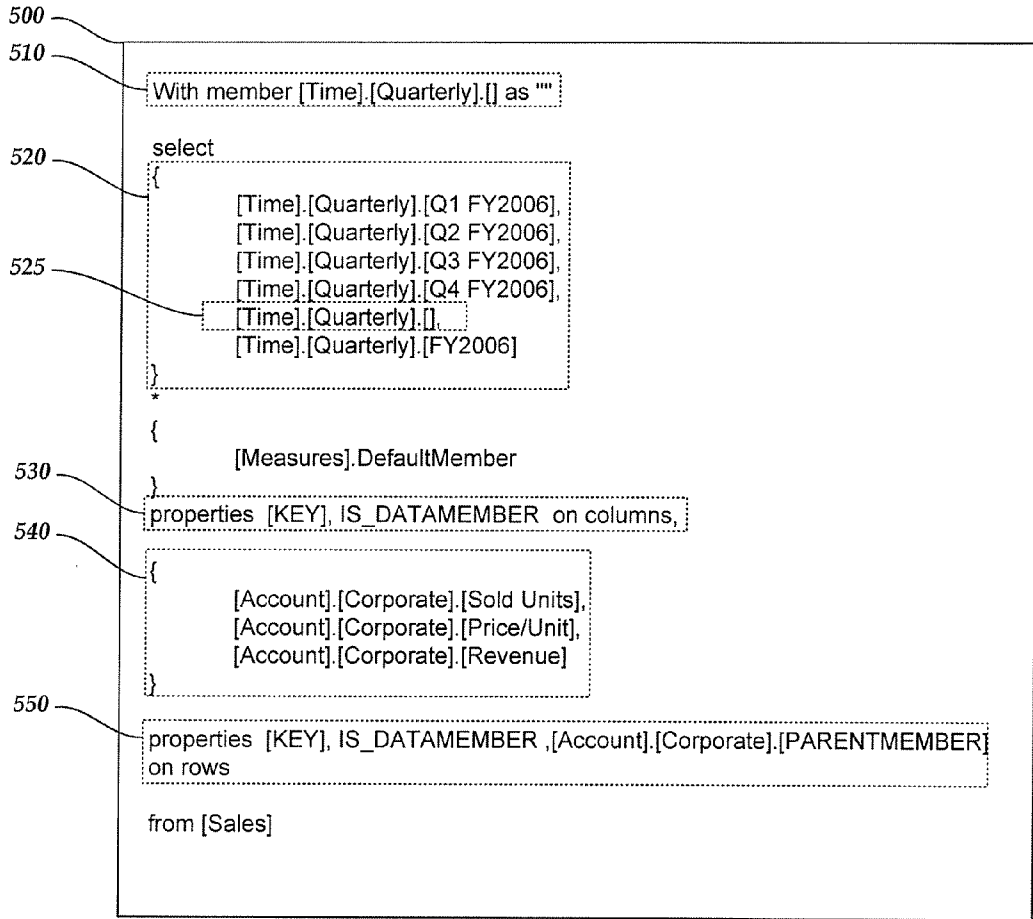 500
510
With member [Time].[Quarterly].[] as ""
select
520
{
[Time].[Quarterly].[Q1 FY2006],
[Time].[Quarterly].[Q2 FY2006],
[Time].[Quarterly].[Q3 FY2006],
525
[Time].[Quarterly].[Q4 FY2006],
[Time].[Quarterly].[],
[Time].[Quarterly].[FY2006]
}
*
{
[Measures].DefaultMember
530
}
properties [KEY], IS_DATAMEMBER on columns,
540
{
[Account].[Corporate].[Sold Units],
[Account].[Corporate].[Price/Unit],
[Account].[Corporate].[Revenue]
}
550
properties [KEY], IS_DATAMEMBER ,[Account].[Corporate].[PARENTMEMBER]
on rows
from [Sales]